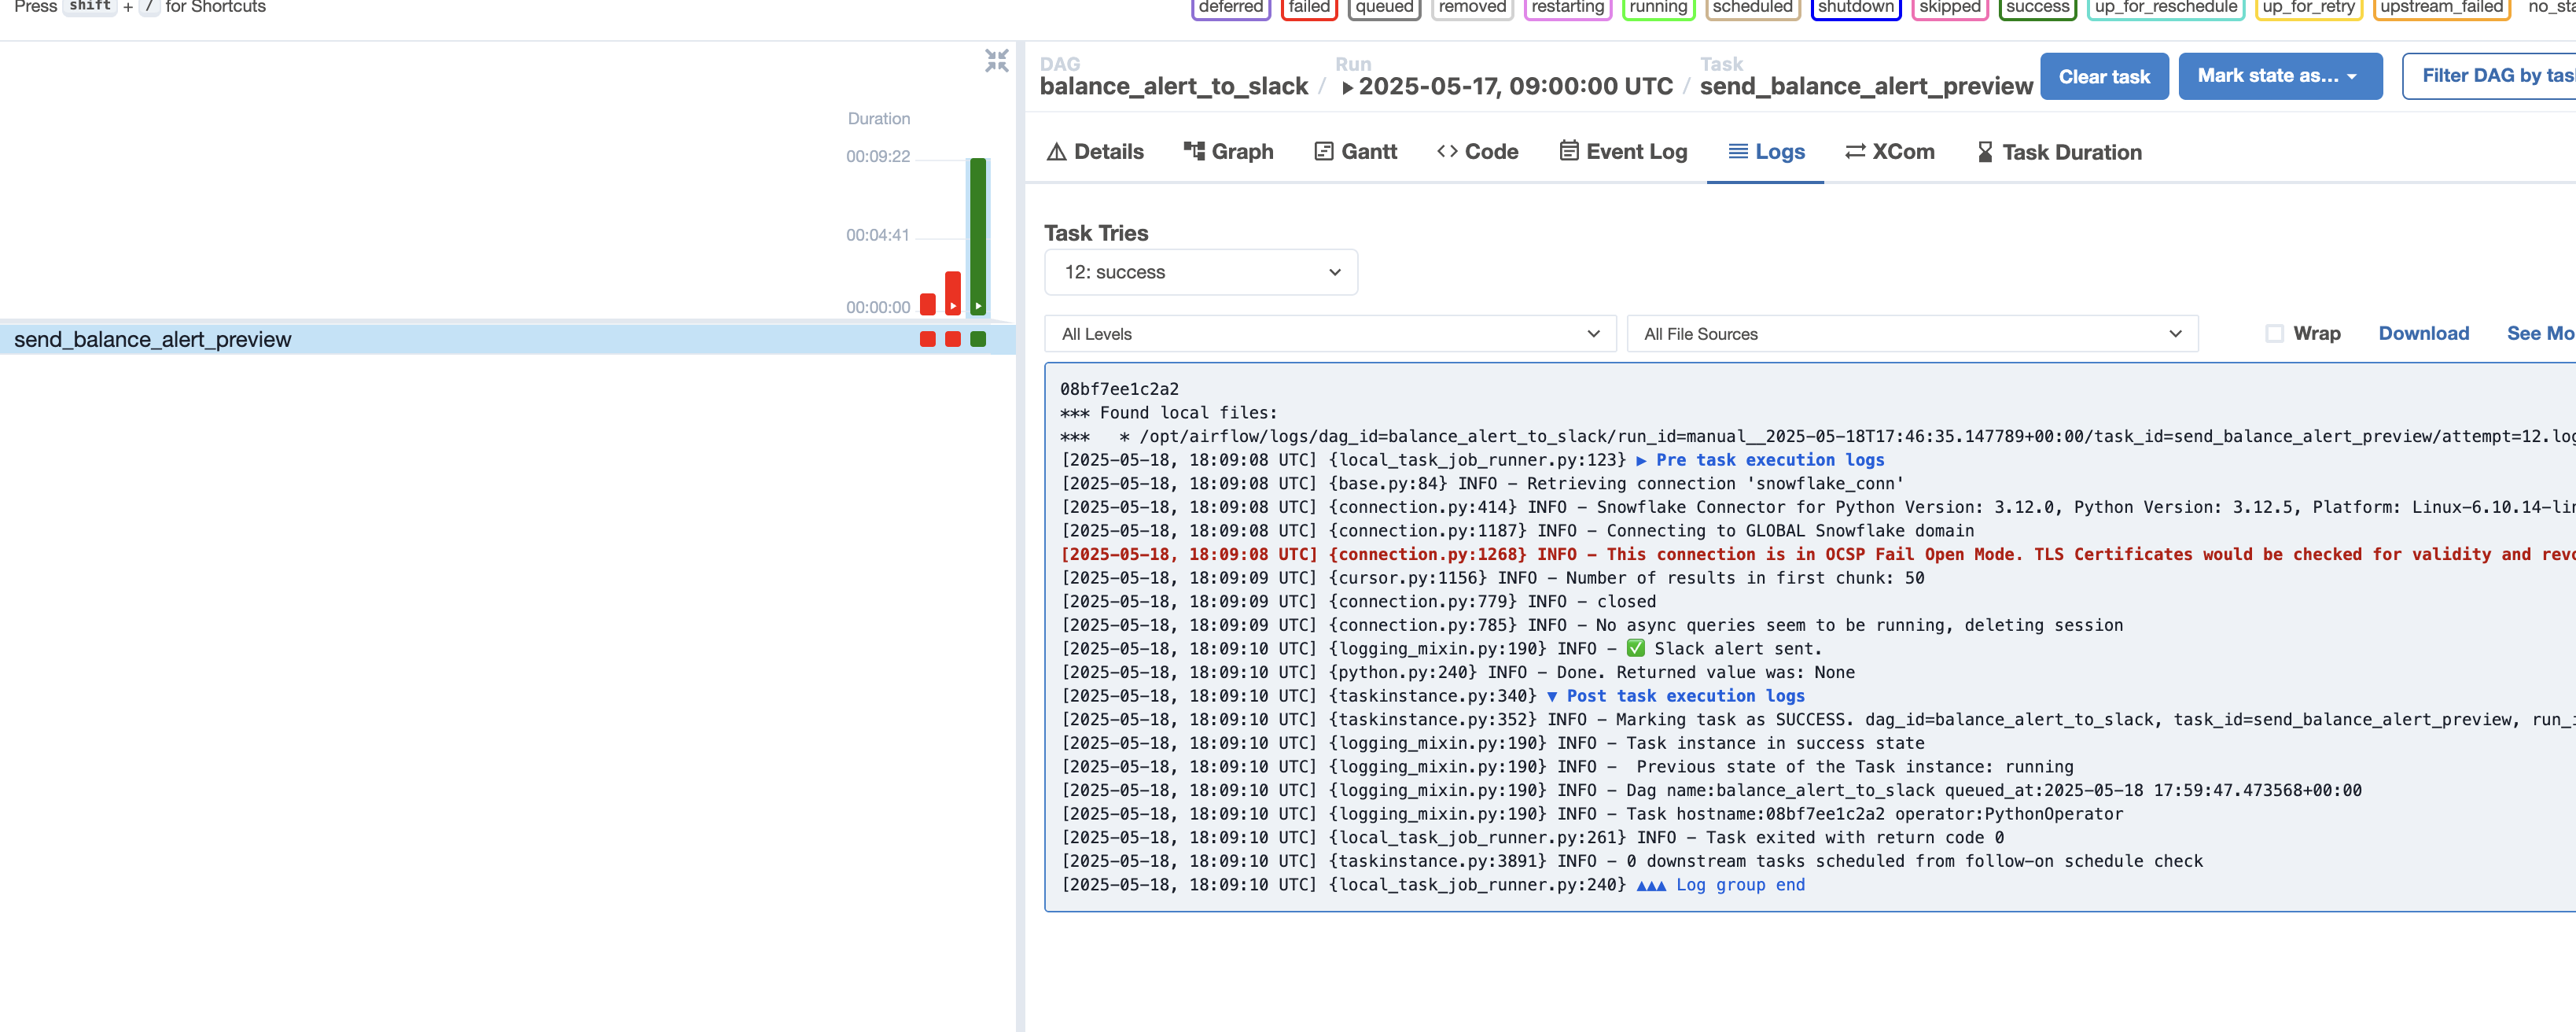 Press shift + / for Shortcuts
deferred failed queued removed restarting running scheduled shutdown skipped success up_for_reschedule up_for_retry upstream_failed
DAG
balance_alert_to_slack /
Run
2025-05-17, 09:00:00 UTC /
Task
send_balance_alert_preview
Clear task
Mark state as...
Filter DAG by
Duration
00:09:22
00:04:41
00:00:00
send_balance_alert_preview
Details Graph Gantt Code Event Log Logs XCom Task Duration
Task Tries
12: success
All Levels
All File Sources
Wrap
Download
See
08bf7ee1c2a2
*** Found local files:
***   * /opt/airflow/logs/dag_id=balance_alert_to_slack/run_id=manual__2025-05-18T17:46:35.147789+00:00/task_id=send_balance_alert_preview/attempt=12.log
[2025-05-18, 18:09:08 UTC] {local_task_job_runner.py:123} ▶ Pre task execution logs
[2025-05-18, 18:09:08 UTC] {base.py:84} INFO - Retrieving connection 'snowflake_conn'
[2025-05-18, 18:09:08 UTC] {connection.py:414} INFO - Snowflake Connector for Python Version: 3.12.0, Python Version: 3.12.5, Platform:
[2025-05-18, 18:09:08 UTC] {connection.py:1187} INFO - Connecting to GLOBAL Snowflake domain
[2025-05-18, 18:09:08 UTC] {connection.py:1268} INFO - This connection is in OCSP Fail Open Mode. TLS Certificates would be checked for validity and
[2025-05-18, 18:09:09 UTC] {cursor.py:1156} INFO - Number of results in first chunk: 50
[2025-05-18, 18:09:09 UTC] {connection.py:779} INFO - closed
[2025-05-18, 18:09:09 UTC] {connection.py:785} INFO - No async queries seem to be running, deleting session
[2025-05-18, 18:09:10 UTC] {logging_mixin.py:190} INFO - ✅ Slack alert sent.
[2025-05-18, 18:09:10 UTC] {python.py:240} INFO - Done. Returned value was: None
[2025-05-18, 18:09:10 UTC] {taskinstance.py:340} ▼ Post task execution logs
[2025-05-18, 18:09:10 UTC] {taskinstance.py:352} INFO - Marking task as SUCCESS. dag_id=balance_alert_to_slack, task_id=send_balance_alert_preview,
[2025-05-18, 18:09:10 UTC] {logging_mixin.py:190} INFO - Task instance in success state
[2025-05-18, 18:09:10 UTC] {logging_mixin.py:190} INFO -  Previous state of the Task instance: running
[2025-05-18, 18:09:10 UTC] {logging_mixin.py:190} INFO - Dag name:balance_alert_to_slack queued_at:2025-05-18 17:59:47.473568+00:00
[2025-05-18, 18:09:10 UTC] {logging_mixin.py:190} INFO - Task hostname:08bf7ee1c2a2 operator:PythonOperator
[2025-05-18, 18:09:10 UTC] {local_task_job_runner.py:261} INFO - Task exited with return code 0
[2025-05-18, 18:09:10 UTC] {taskinstance.py:3891} INFO - 0 downstream tasks scheduled from follow-on schedule check
[2025-05-18, 18:09:10 UTC] {local_task_job_runner.py:240} ▲▲▲ Log group end